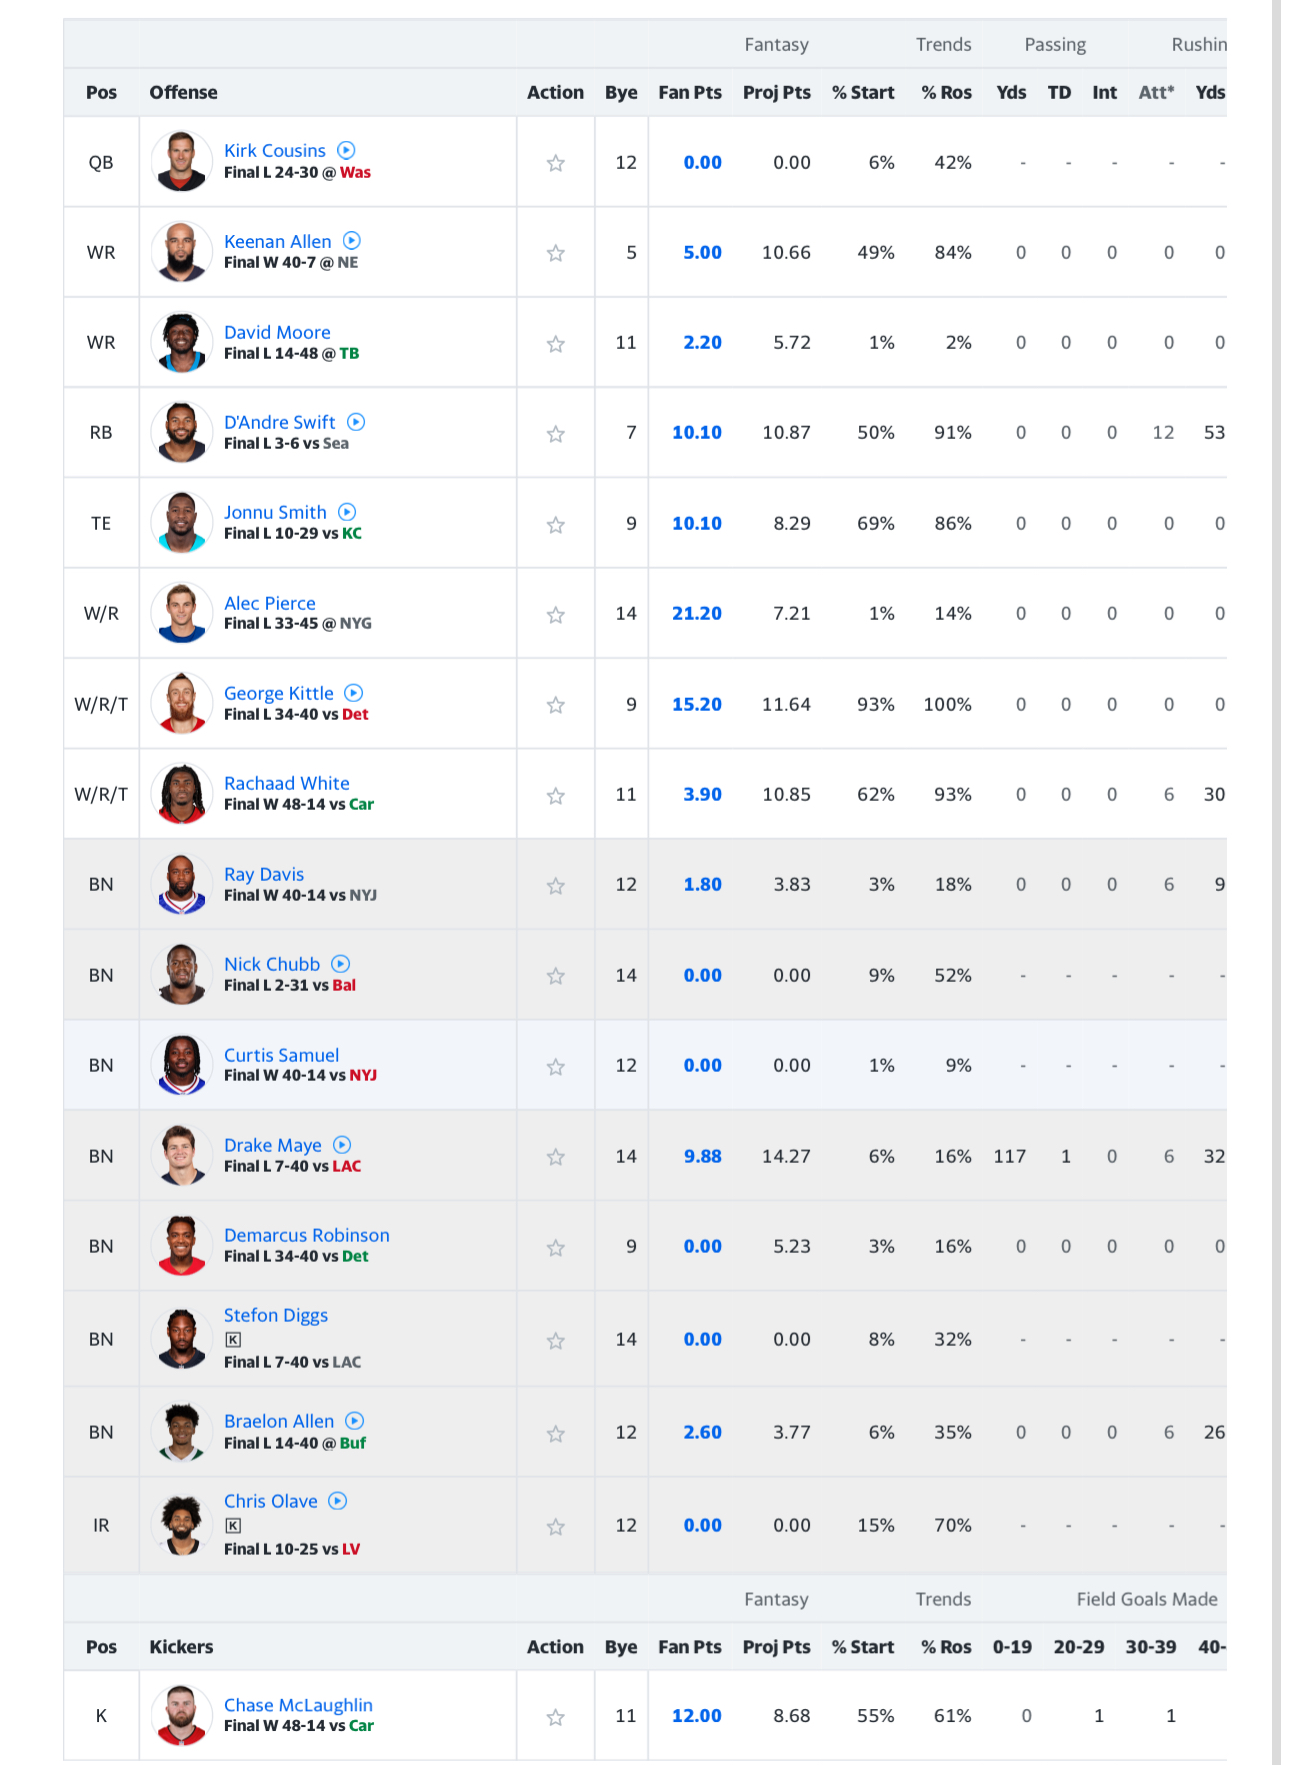 Fantasy Trends Passing Rushin
Pos Offense Action Bye Fan Pts Proj Pts % Start % Ros Yds TD Int Att* Yds
QB Kirk Cousins 12 0.00 0.00 6% 42% - - - - -
Final L 24-30 @ Was
WR Keenan Allen 5 5.00 10.66 49% 84% 0 0 0 0 0
Final W 40-7 @ NE
WR David Moore 11 2.20 5.72 1% 2% 0 0 0 0 0
Final L 14-48 @ TB
RB D'Andre Swift 7 10.10 10.87 50% 91% 0 0 0 12 53
Final L 3-6 vs Sea
TE Jonnu Smith 9 10.10 8.29 69% 86% 0 0 0 0 0
Final L 10-29 vs KC
W/R Alec Pierce 14 21.20 7.21 1% 14% 0 0 0 0 0
Final L 33-45 @ NYG
W/R/T George Kittle 9 15.20 11.64 93% 100% 0 0 0 0 0
Final L 34-40 vs Det
W/R/T Rachaad White 11 3.90 10.85 62% 93% 0 0 0 6 30
Final W 48-14 vs Car
BN Ray Davis 12 1.80 3.83 3% 18% 0 0 0 6 9
Final W 40-14 vs NYJ
BN Nick Chubb 14 0.00 0.00 9% 52% - - - - -
Final L 2-31 vs Bal
BN Curtis Samuel 12 0.00 0.00 1% 9% - - - - -
Final W 40-14 vs NYJ
BN Drake Maye 14 9.88 14.27 6% 16% 117 1 0 6 32
Final L 7-40 vs LAC
BN Demarcus Robinson 9 0.00 5.23 3% 16% 0 0 0 0 0
Final L 34-40 vs Det
BN Stefon Diggs 14 0.00 0.00 8% 32% - - - - -
K
Final L 7-40 vs LAC
BN Braelon Allen 12 2.60 3.77 6% 35% 0 0 0 6 26
Final L 14-40 @ Buf
IR Chris Olave 12 0.00 0.00 15% 70% - - - - -
K
Final L 10-25 vs LV
Fantasy Trends Field Goals Made
Pos Kickers Action Bye Fan Pts Proj Pts % Start % Ros 0-19 20-29 30-39 40-
K Chase McLaughlin 11 12.00 8.68 55% 61% 0 1 1
Final W 48-14 vs Car